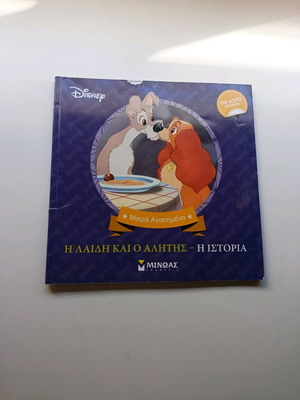 Disney
Μικρά Αγαπημένα
Η ΛΑΙΔΗ ΚΑΙ Ο ΑΛΗΤΗΣ – Η ΙΣΤΟΡΙΑ
ΜΙΝΩΑΣ